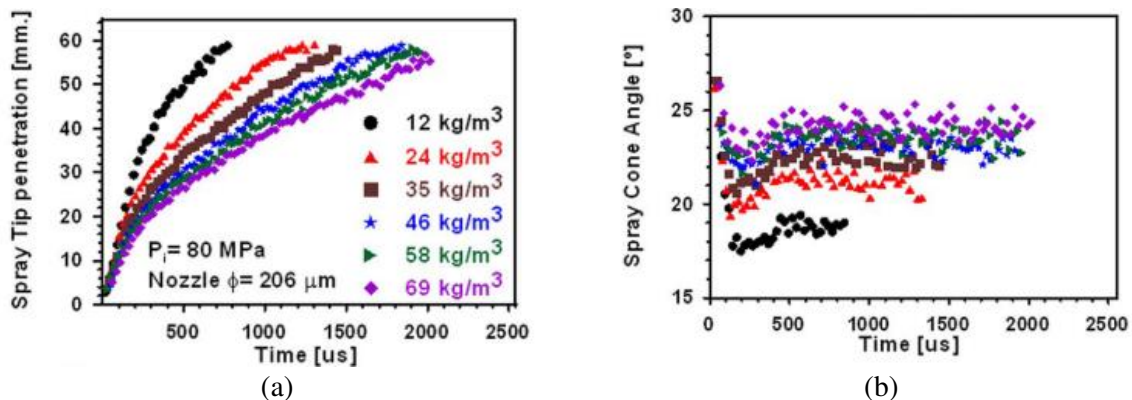 Spray Tip penetration [mm.]
60
50
40
30
20
10
0
12 kg/m³
24 kg/m³
35 kg/m³
46 kg/m³
58 kg/m³
69 kg/m³
Pᵢ= 80 MPa
Nozzle ϕ= 206 µm
500 1000 1500 2000 2500
Time [us]
(a)
Spray Cone Angle [º]
30
25
20
15
0 500 1000 1500 2000 2500
Time [us]
(b)